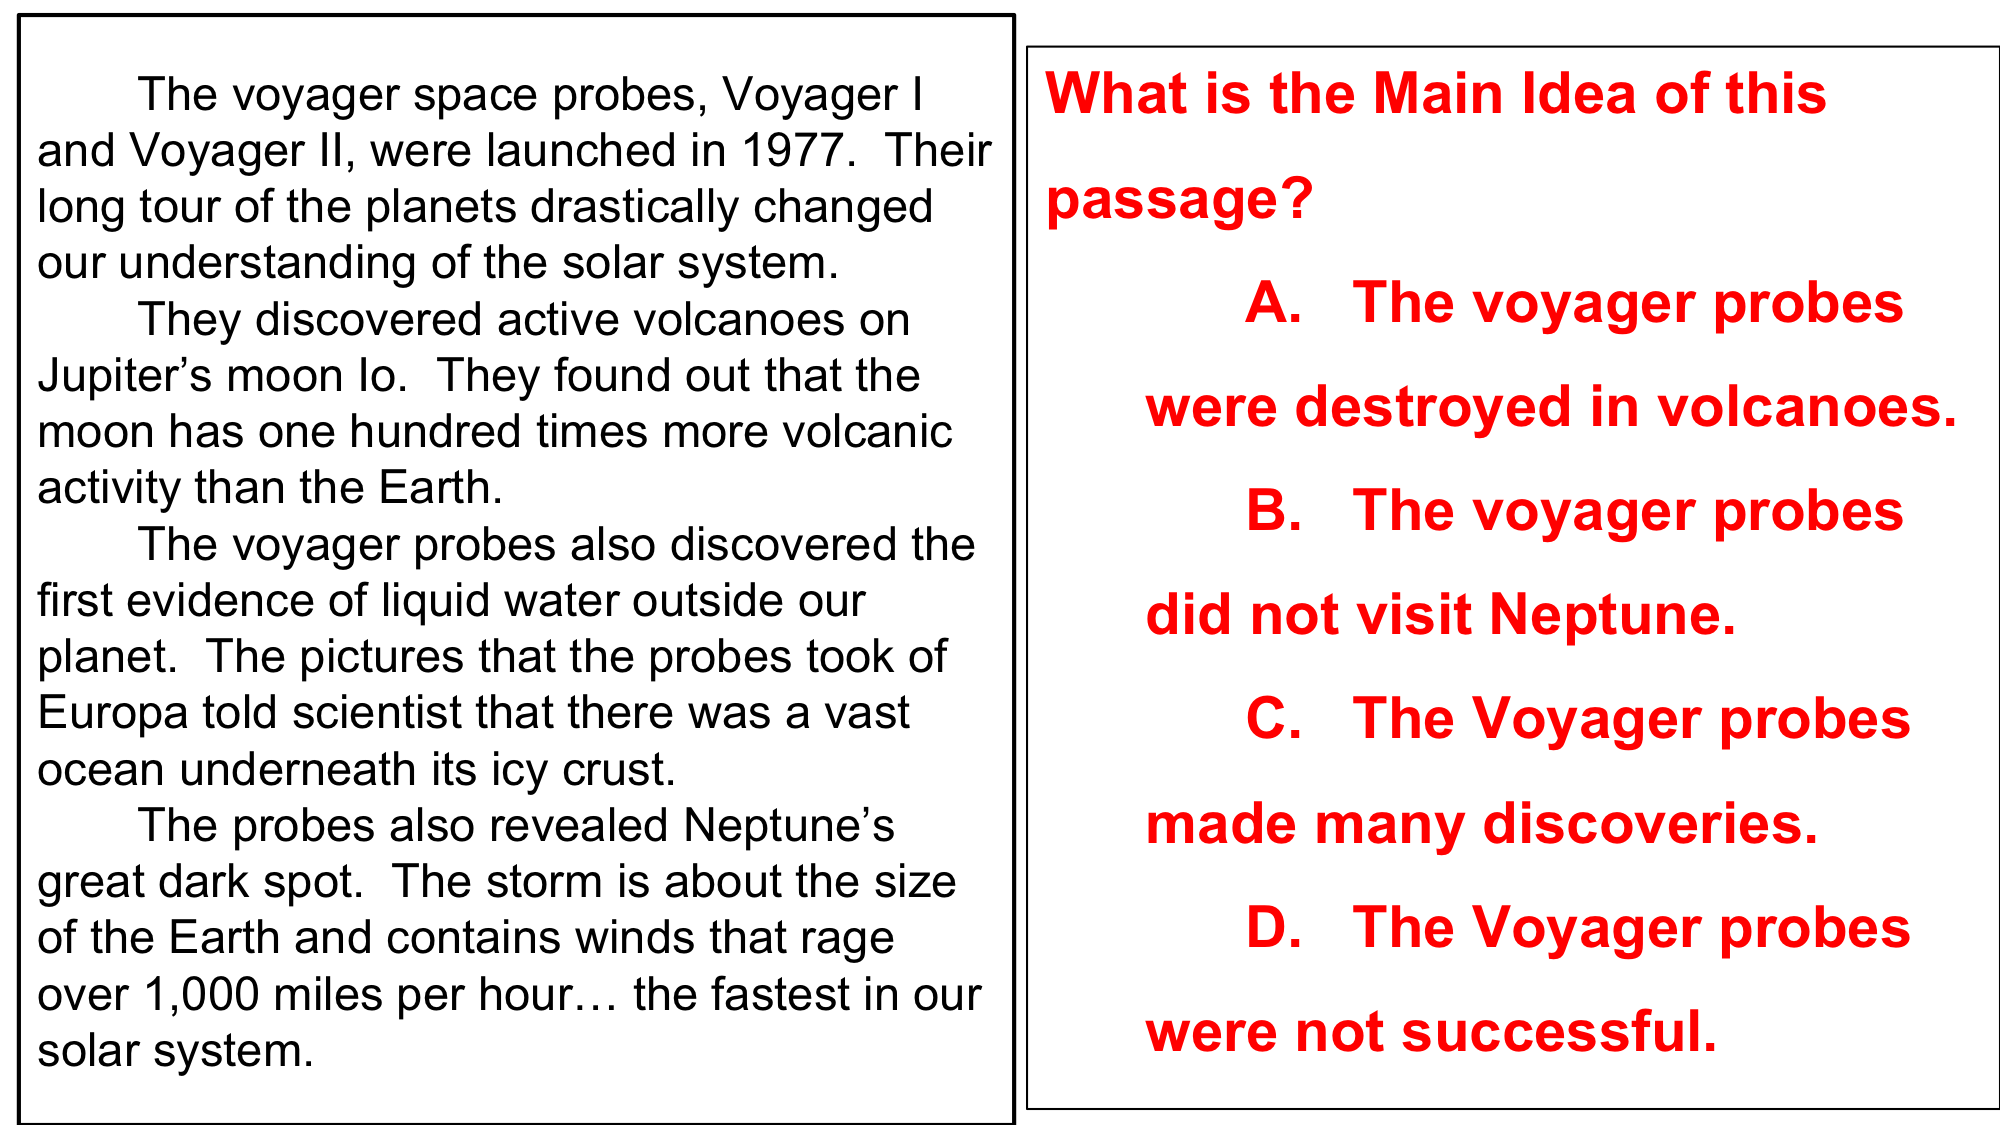 The voyager space probes, Voyager I
and Voyager II, were launched in 1977.  Their
long tour of the planets drastically changed
our understanding of the solar system.
They discovered active volcanoes on
Jupiter’s moon Io.  They found out that the
moon has one hundred times more volcanic
activity than the Earth.
The voyager probes also discovered the
first evidence of liquid water outside our
planet.  The pictures that the probes took of
Europa told scientist that there was a vast
ocean underneath its icy crust.
The probes also revealed Neptune’s
great dark spot.  The storm is about the size
of the Earth and contains winds that rage
over 1,000 miles per hour… the fastest in our
solar system.
What is the Main Idea of this
passage?
A.   The voyager probes
were destroyed in volcanoes.
B.   The voyager probes
did not visit Neptune.
C.   The Voyager probes
made many discoveries.
D.   The Voyager probes
were not successful.